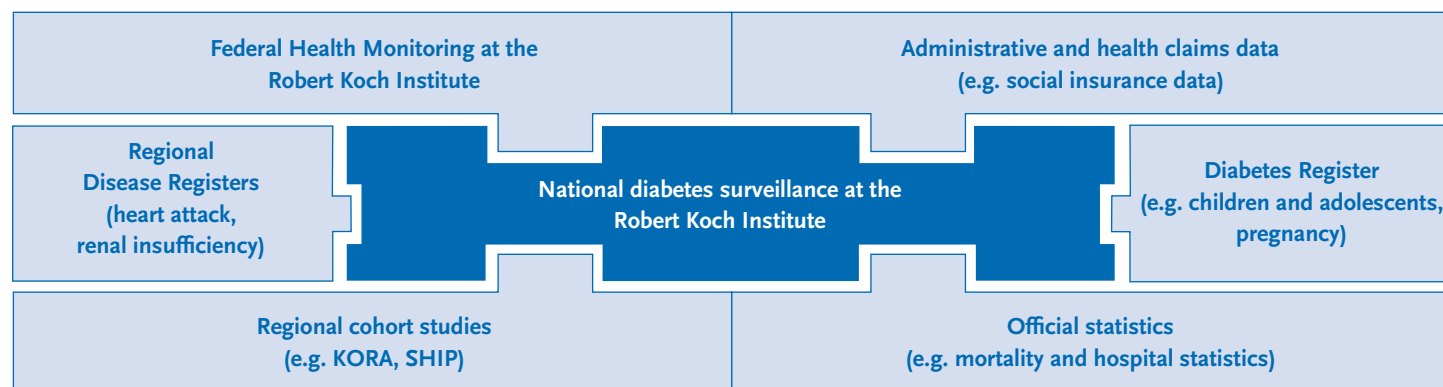 Federal Health Monitoring at the
Robert Koch Institute
Administrative and health claims data
(e.g. social insurance data)
Regional
Disease Registers
(heart attack,
renal insufficiency)
National diabetes surveillance at the
Robert Koch Institute
Diabetes Register
(e.g. children and adolescents,
pregnancy)
Regional cohort studies
(e.g. KORA, SHIP)
Official statistics
(e.g. mortality and hospital statistics)